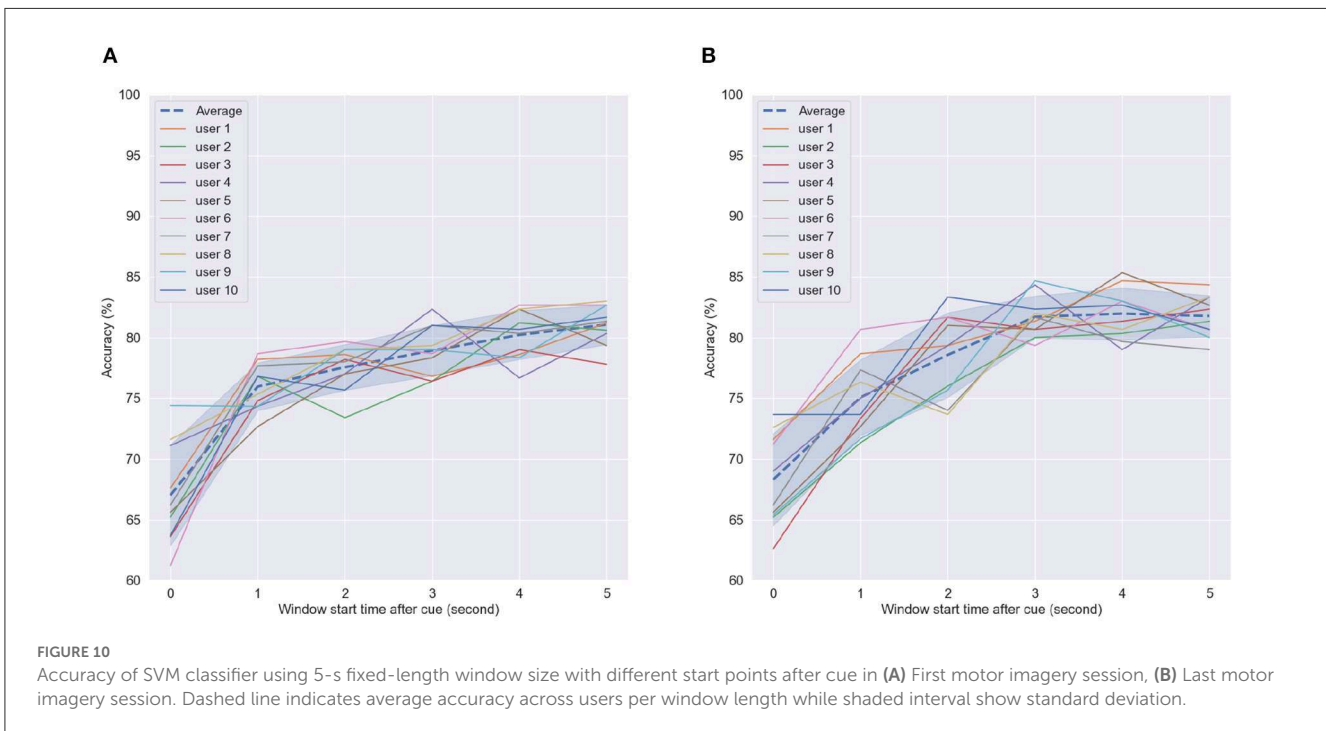 A
100
95
90
85
80
75
70
65
60
Accuracy (%)
Average
user 1
user 2
user 3
user 4
user 5
user 6
user 7
user 8
user 9
user 10
0 1 2 3 4 5
Window start time after cue (second)
B
100
95
90
85
80
75
70
65
60
Accuracy (%)
Average
user 1
user 2
user 3
user 4
user 5
user 6
user 7
user 8
user 9
user 10
0 1 2 3 4 5
Window start time after cue (second)
FIGURE 10
Accuracy of SVM classifier using 5-s fixed-length window size with different start points after cue in (A) First motor imagery session, (B) Last motor
imagery session. Dashed line indicates average accuracy across users per window length while shaded interval show standard deviation.